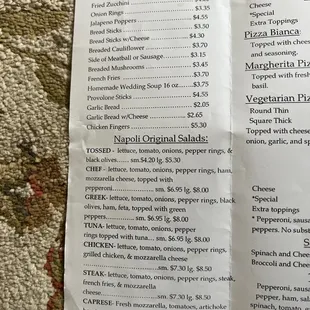 Fried Zucchini
Onion Rings $3.35
Jalapeno Poppers $4.55
Bread Sticks $3.50
Bread Sticks w/Cheese $4.30
Breaded Cauliflower $3.70
Side of Meatball or Sausage $3.15
Breaded Mushrooms $3.45
French Fries $3.70
Homemade Wedding Soup 16 oz. $3.75
Provolone Sticks $4.55
Garlic Bread $2.05
Garlic Bread w/Cheese $2.65
Chicken Fingers $5.30
Napoli Original Salads:
TOSSED - lettuce, tomato, onions, pepper rings, &
black olives...... sm.$4.20 lg. $5.30
CHEF- lettuce, tomato, onions, pepper rings, ham,
mozzarella cheese, topped with
pepperoni sm. $6.95 lg. $8.00
GREEK- lettuce, tomato, onions, pepper rings, black
olives, ham, feta, topped with green
peppers sm. $6.95 lg. $8.00
TUNA- lettuce, tomato, onions, pepper
rings topped with tuna... sm. $6.95 lg. $8.00
CHICKEN- lettuce, tomato, onions, pepper rings,
grilled chicken, & mozzarella cheese
sm. $7.30 lg. $8.50
STEAK- lettuce, tomato, onions, pepper rings, steak,
french fries, & mozzarella
cheese sm. $7.30 lg. $8.50
CAPRESE- Fresh mozzarella, tomatoes, artichoke
Cheese
*Special
Extra Toppings
Pizza Bianca:
Topped with chees
and seasoning.
Margherita Piz
Topped with fresh
basil.
Vegetarian Piz
Round Thin
Square Thick
Topped with cheese
onion, garlic, and sp
Cheese
*Special
Extra toppings
* Pepperoni, sausa
peppers. No subst
S
Spinach and Chee
Broccoli and Chee
Pepperoni, sausa
pepper, ham, sal
spinach, tomato,